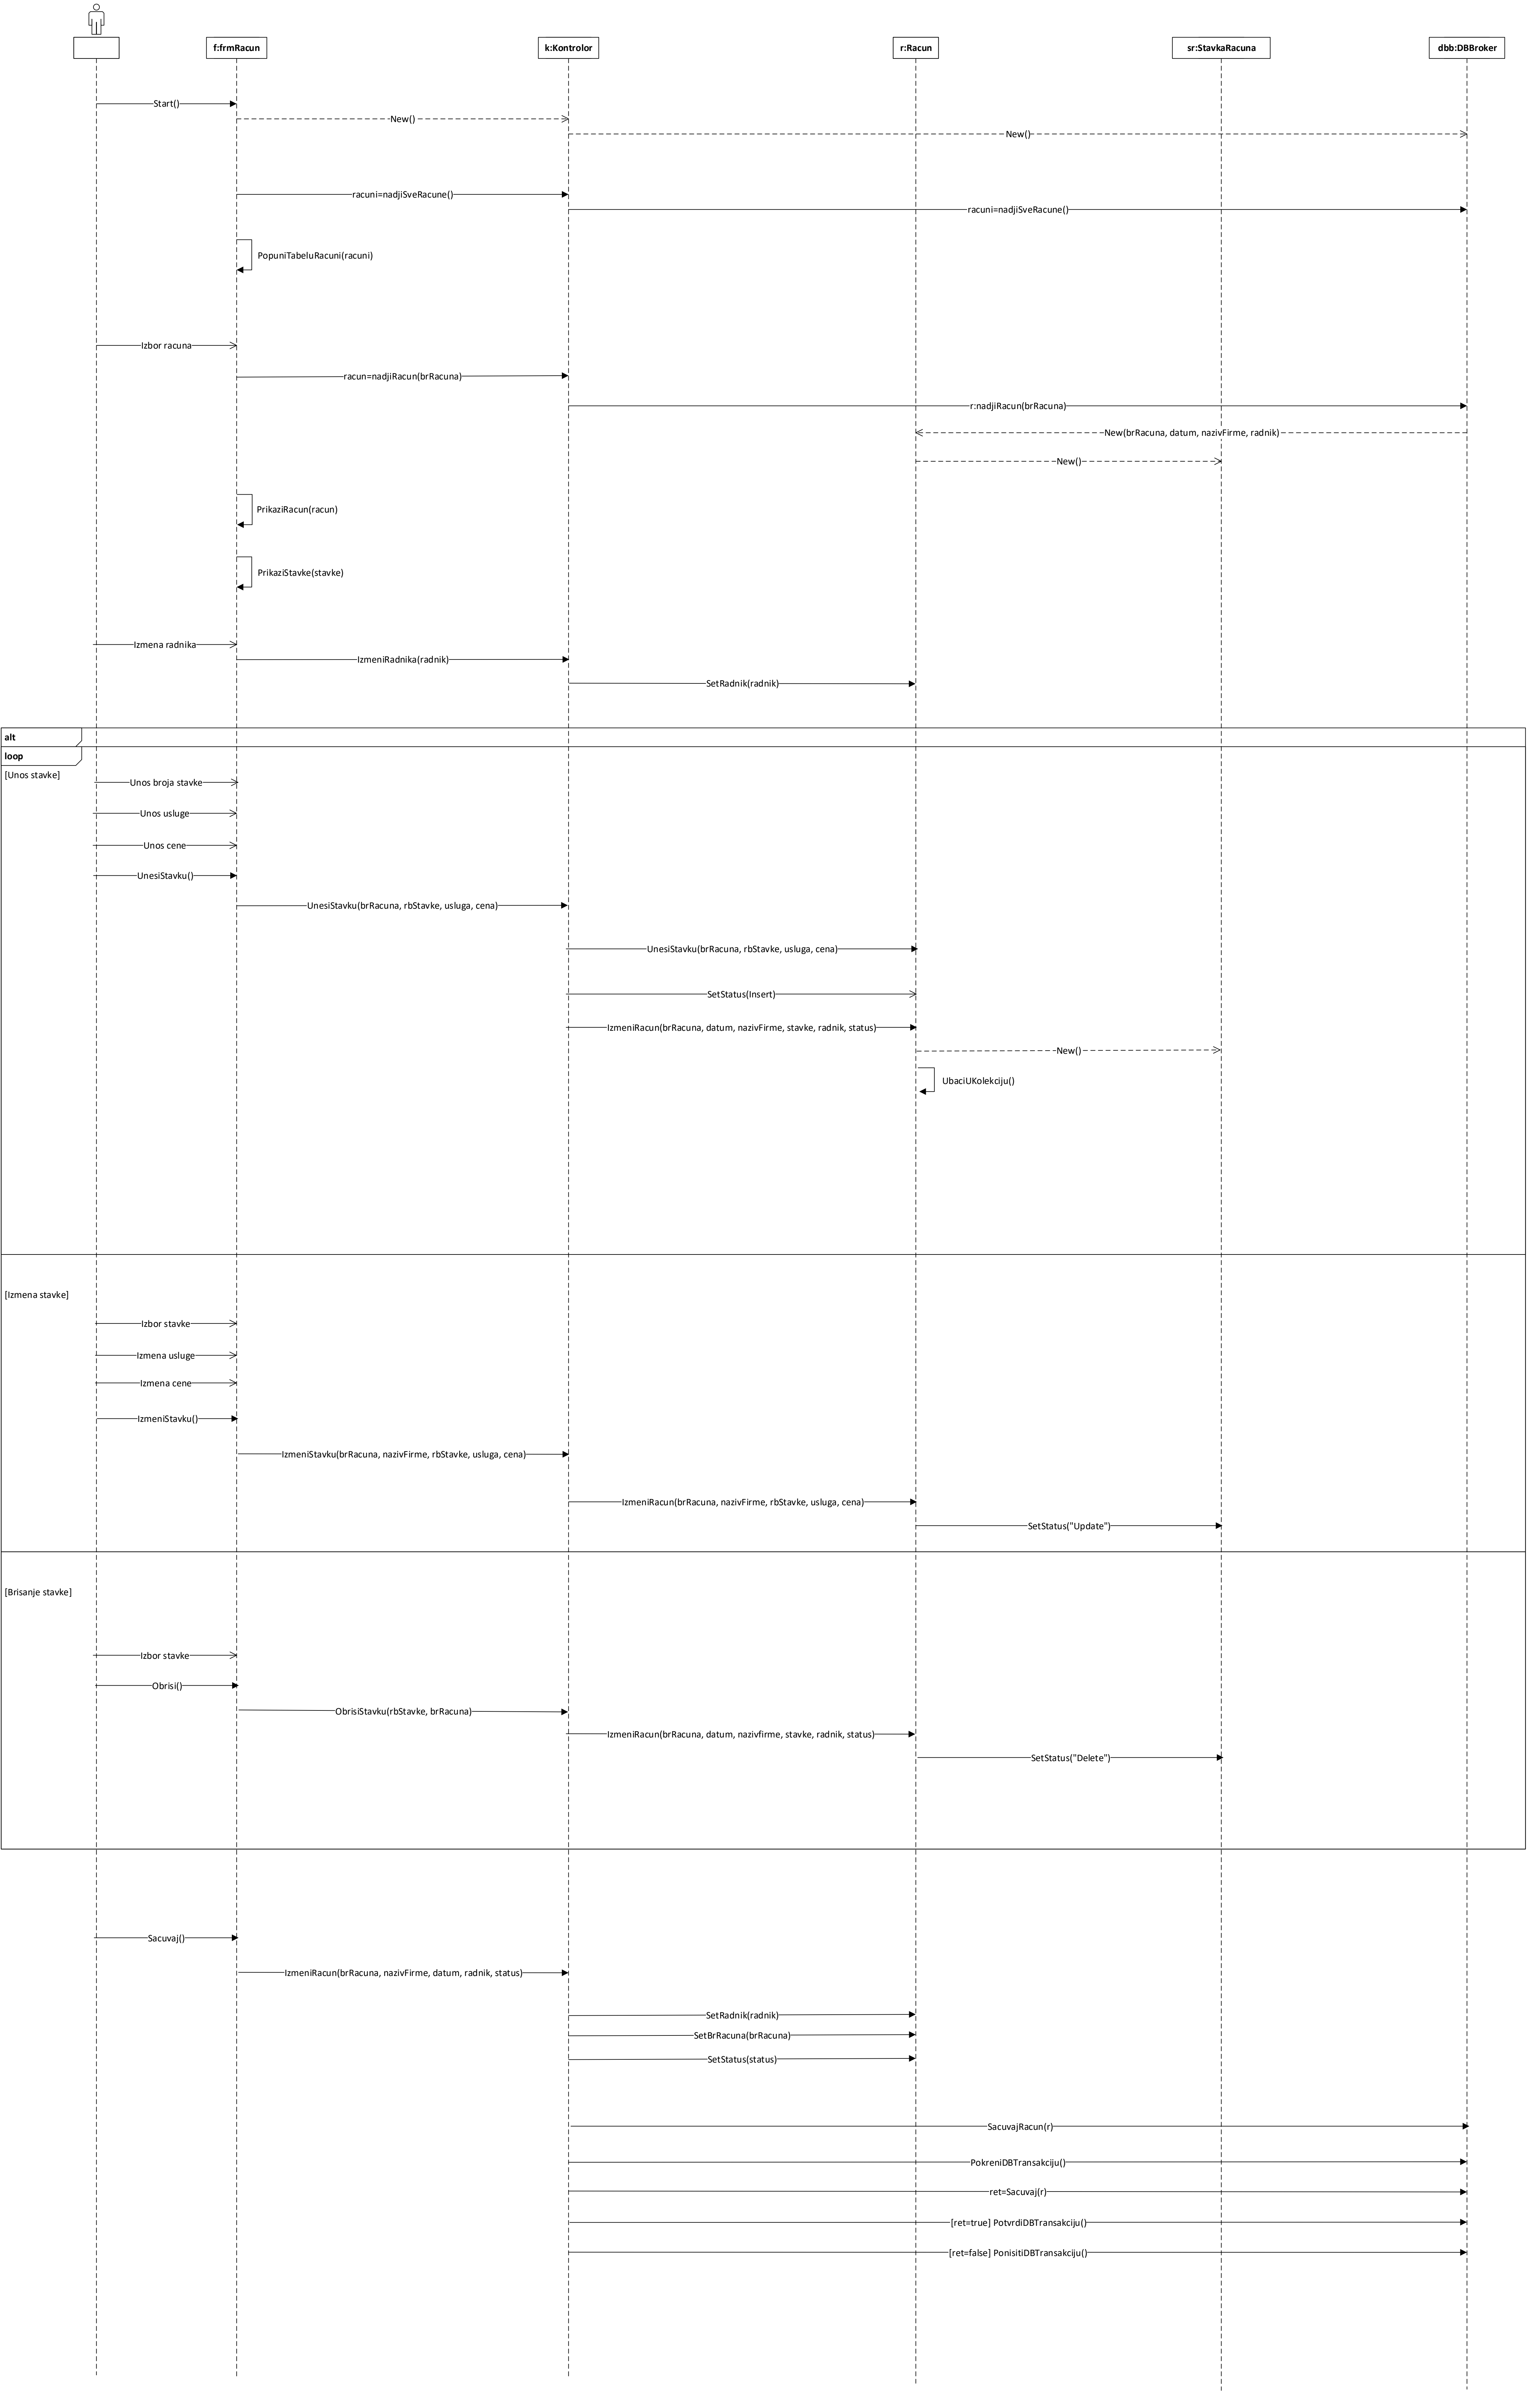 f:frmRacun
k:Kontrolor
r:Racun
sr:StavkaRacuna
dbb:DBBroker
Start()
New()
New()
racuni=nadjiSveRacune()
racuni=nadjiSveRacune()
PopuniTabeluRacuni(racuni)
Izbor racuna
racun=nadjiRacun(brRacuna)
r:nadjiRacun(brRacuna)
New(brRacuna, datum, nazivFirme, radnik)
New()
PrikaziRacun(racun)
PrikaziStavke(stavke)
Izmena radnika
IzmeniRadnika(radnik)
SetRadnik(radnik)
alt
loop
[Unos stavke]
Unos broja stavke
Unos usluge
Unos cene
UnesiStavku()
UnesiStavku(brRacuna, rbStavke, usluga, cena)
UnesiStavku(brRacuna, rbStavke, usluga, cena)
SetStatus(Insert)
IzmeniRacun(brRacuna, datum, nazivFirme, stavke, radnik, status)
New()
UbaciUKolekciju()
[Izmena stavke]
Izbor stavke
Izmena usluge
Izmena cene
IzmeniStavku()
IzmeniStavku(brRacuna, nazivFirme, rbStavke, usluga, cena)
IzmeniRacun(brRacuna, nazivFirme, rbStavke, usluga, cena)
SetStatus("Update")
[Brisanje stavke]
Izbor stavke
Obrisi()
ObrisiStavku(rbStavke, brRacuna)
IzmeniRacun(brRacuna, datum, nazivfirme, stavke, radnik, status)
SetStatus("Delete")
Sacuvaj()
IzmeniRacun(brRacuna, nazivFirme, datum, radnik, status)
SetRadnik(radnik)
SetBrRacuna(brRacuna)
SetStatus(status)
SacuvajRacun(r)
PokreniDBTransakciju()
ret=Sacuvaj(r)
[ret=true] PotvrdiDBTransakciju()
[ret=false] PonisitiDBTransakciju()